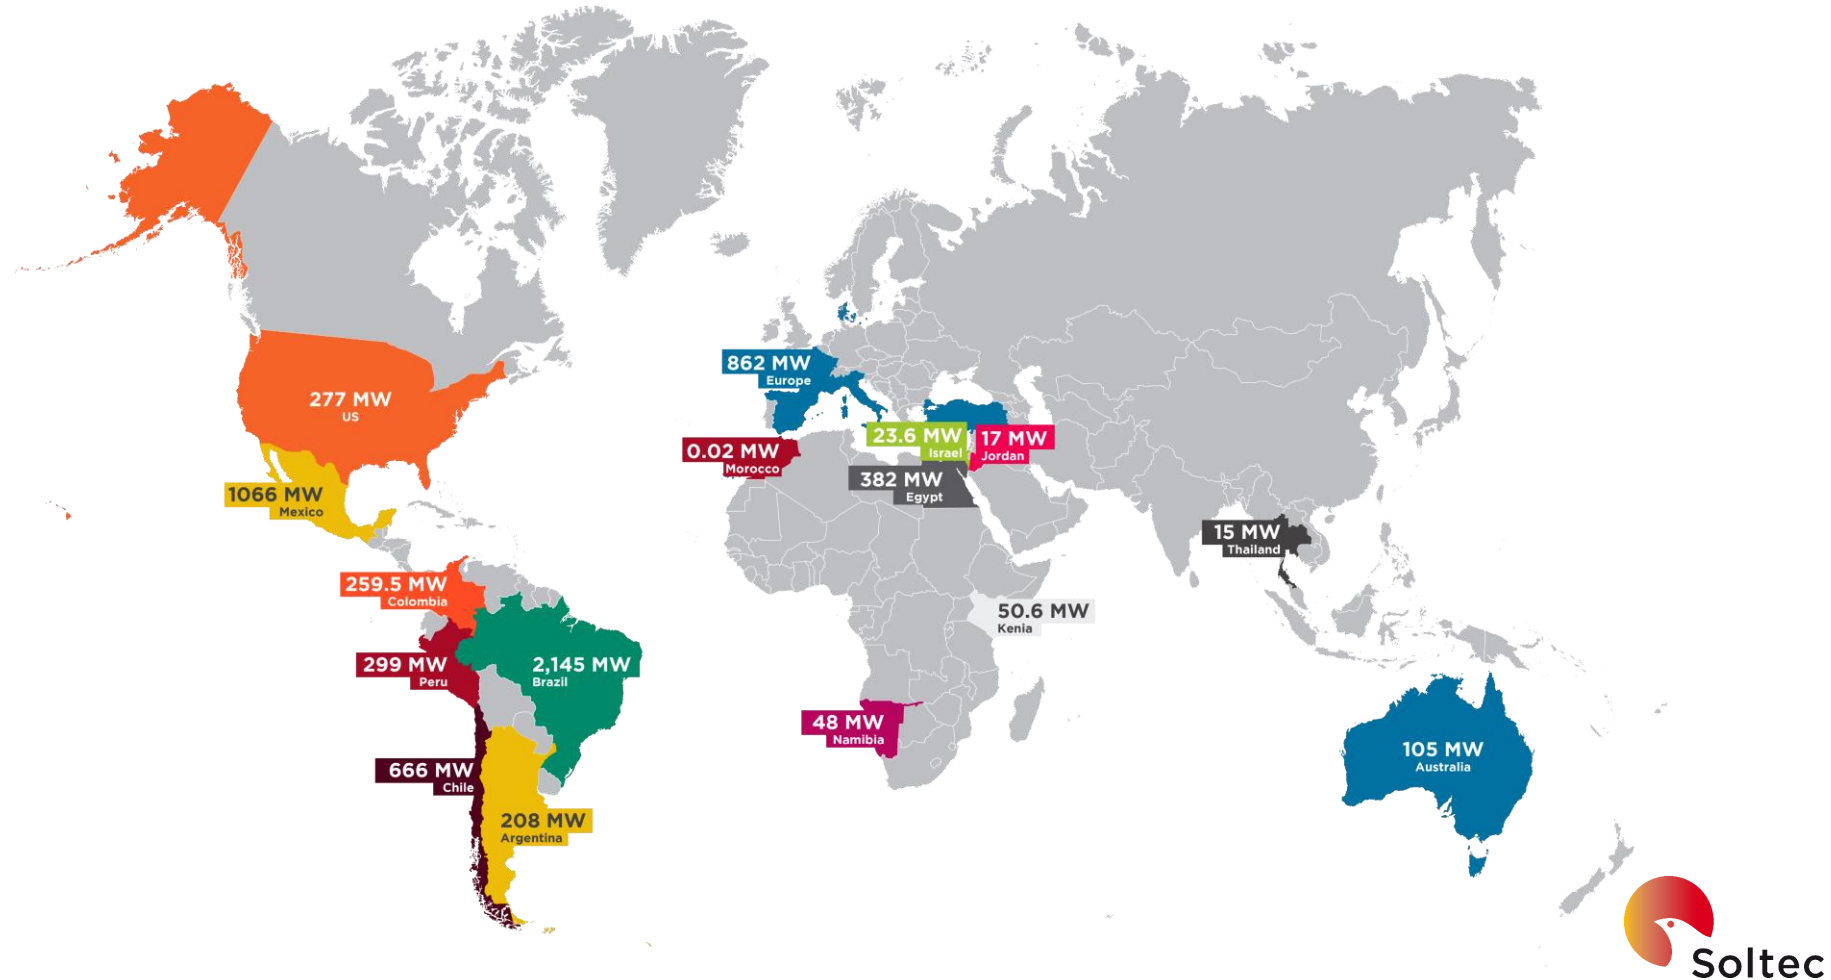 862 MW
Europe
277 MW
US
23.6 MW
Israel
17 MW
Jordan
0.02 MW
Morocco
382 MW
Egypt
1066 MW
Mexico
15 MW
Thailand
259.5 MW
Colombia
50.6 MW
Kenia
299 MW
Peru
2,145 MW
Brazil
48 MW
Namibia
105 MW
Australia
666 MW
Chile
208 MW
Argentina
Soltec